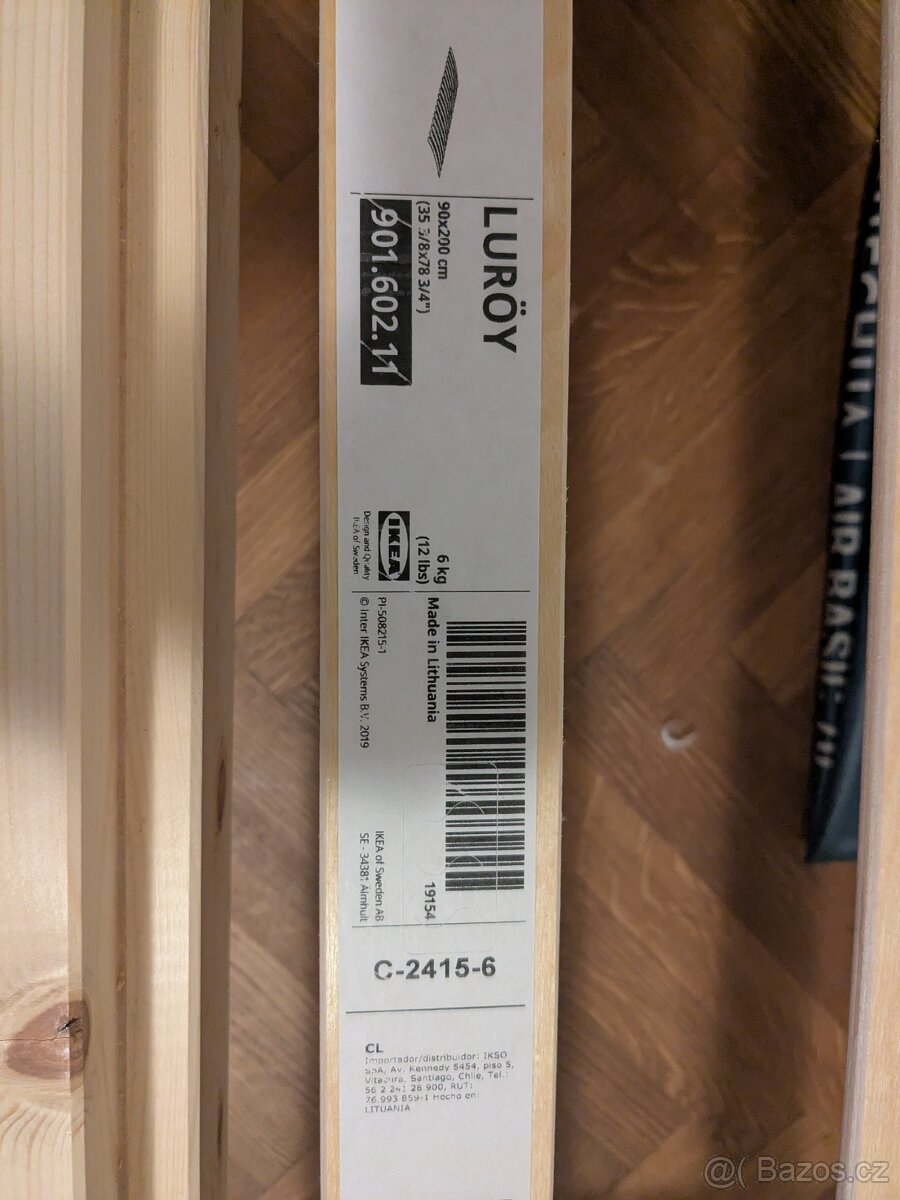 LURÖY
90x200 cm
(35 3/8x78 3/4")
901.602.11
6 kg
(12 lbs)
IKEA
Design and Quality
IKEA of Sweden
Made in Lithuania
19154
PI-508215-1
© Inter IKEA Systems B.V. 2019
IKEA of Sweden AB
SE - 34381 Älmhult
C-2415-6
CL
Importador/distribuidor: IKSO
SpA, Av. Kennedy 5454, piso 5,
Vitacura, Santiago, Chile, Tel.:
56 2 241 28 900, RUT:
76.993 859-1 Hecho en
LITUANIA
| AIR
@( Bazos.cz